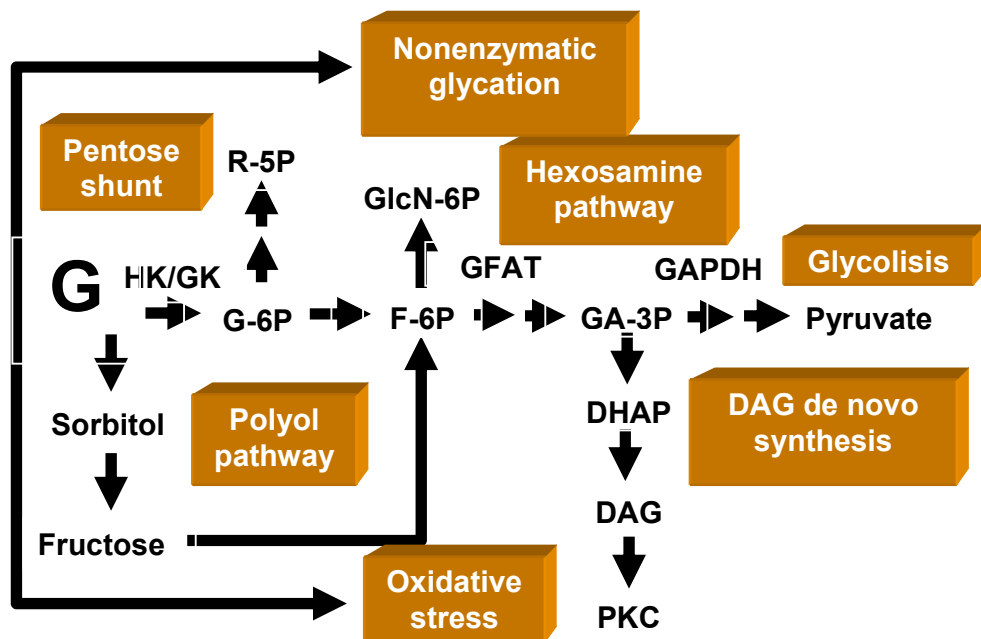 Nonenzymatic
glycation
Pentose
shunt
R-5P
GlcN-6P
Hexosamine
pathway
G
HK/GK
G-6P
F-6P
GFAT
GA-3P
GAPDH
Glycolisis
Pyruvate
Sorbitol
Polyol
pathway
DHAP
DAG de novo
synthesis
Fructose
DAG
Oxidative
stress
PKC